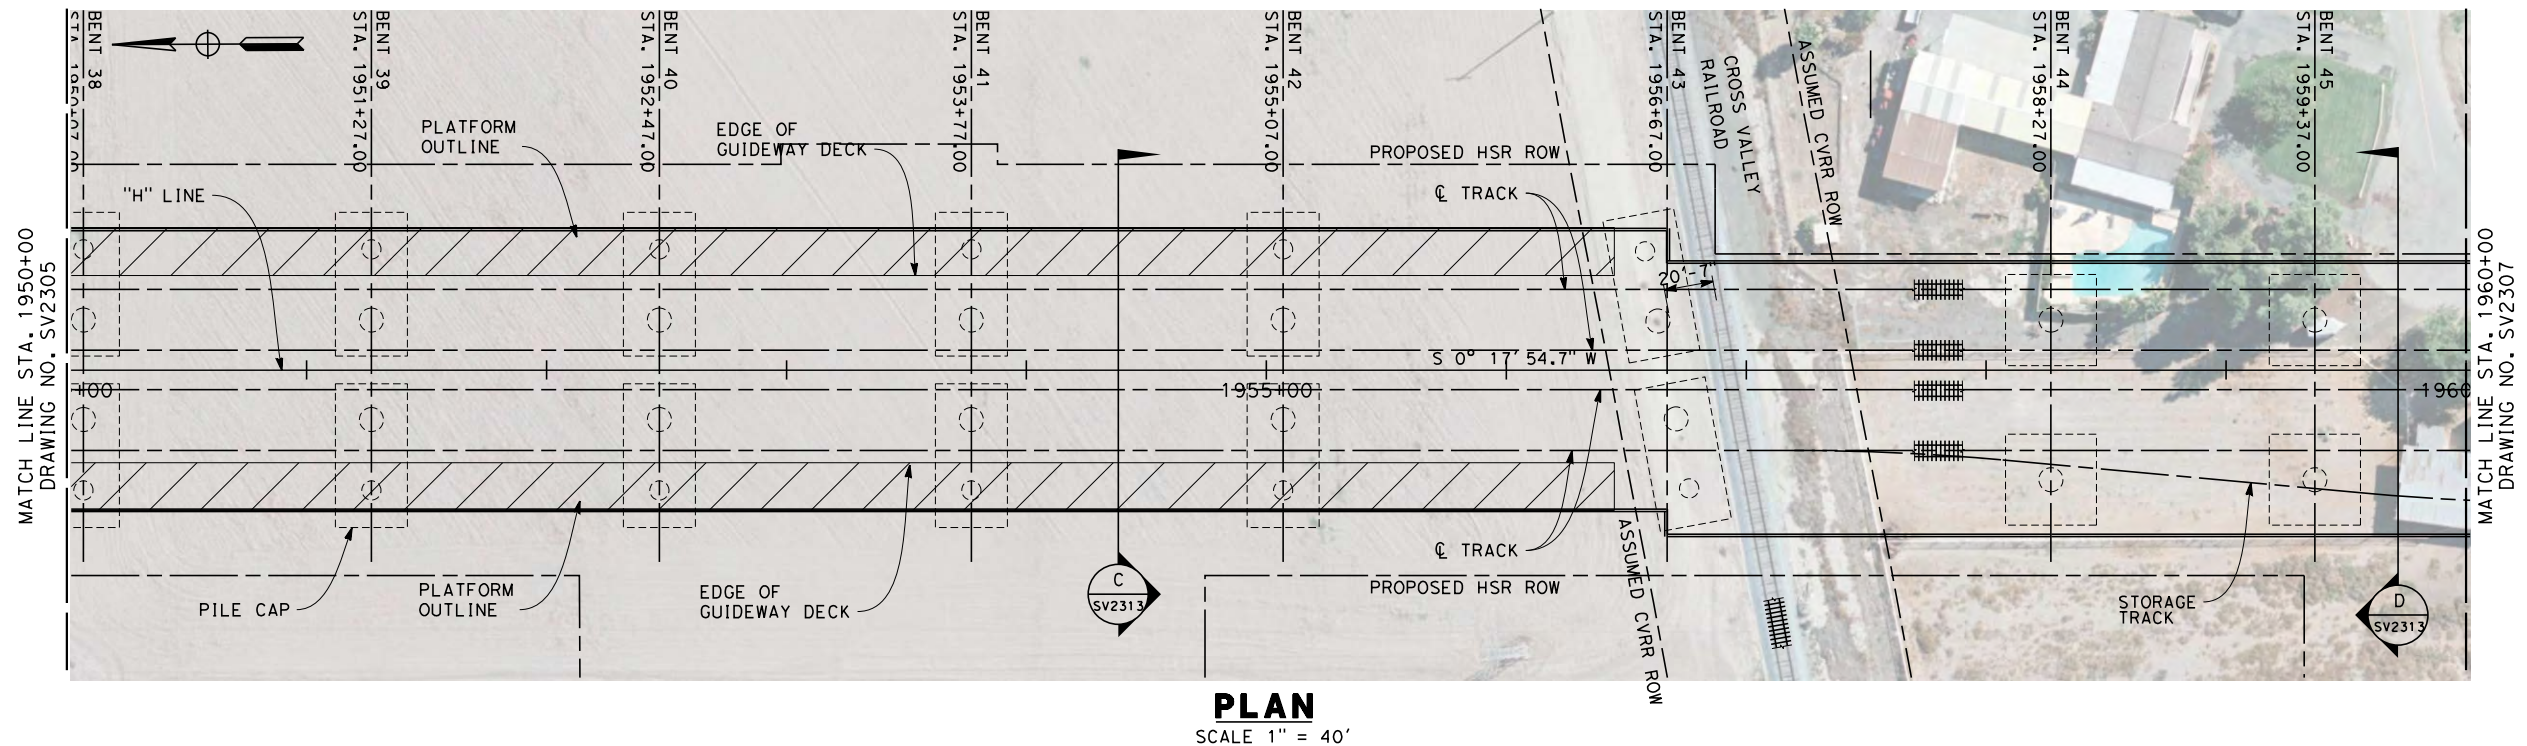 BENT 38
BENT 39
STA. 1951+27.00
BENT 40
STA. 1952+47.00
BENT 41
STA. 1953+77.00
BENT 42
STA. 1955+07.00
BENT 43
STA. 1956+67.00
CROSS VALLEY
RAILROAD
ASSUMED CVRR ROW
BENT 44
STA. 1958+27.00
BENT 45
STA. 1959+37.00
PLATFORM
OUTLINE
EDGE OF
GUIDEWAY DECK
PROPOSED HSR ROW
"H" LINE
℄ TRACK
20'-7"
MATCH LINE STA. 1950+00
DRAWING NO. SV2305
S 0° 17' 54.7" W
+00
1955+00
1960
MATCH LINE STA. 1960+00
DRAWING NO. SV2307
℄ TRACK
ASSUMED CVRR ROW
PILE CAP
PLATFORM
OUTLINE
EDGE OF
GUIDEWAY DECK
C
SV2313
PROPOSED HSR ROW
STORAGE
TRACK
D
SV2313
PLAN
SCALE 1" = 40'